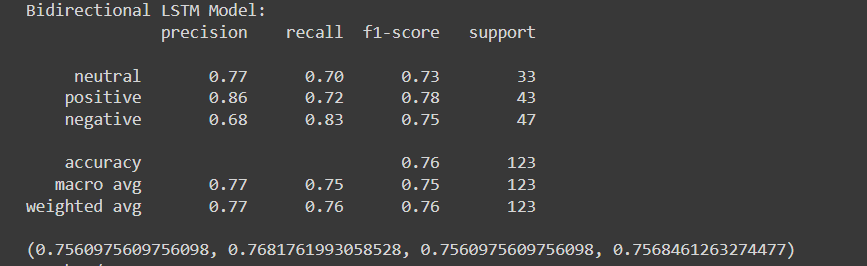 Bidirectional LSTM Model:
precision recall f1-score support
neutral 0.77 0.70 0.73 33
positive 0.86 0.72 0.78 43
negative 0.68 0.83 0.75 47
accuracy 0.76 123
macro avg 0.77 0.75 0.75 123
weighted avg 0.77 0.76 0.76 123
(0.7560975609756098, 0.7681761993058528, 0.7560975609756098, 0.7568461263274477)